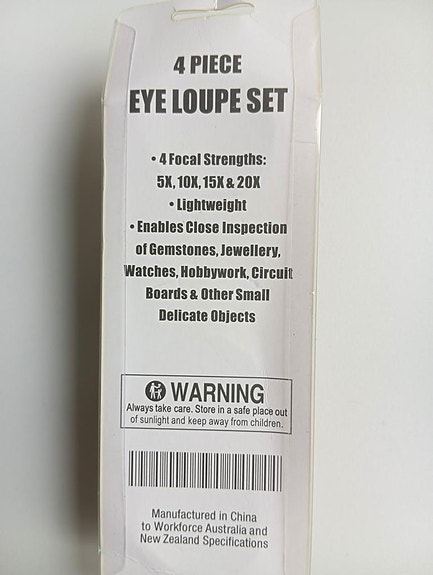 4 PIECE
EYE LOUPE SET
• 4 Focal Strengths:
5X, 10X, 15X & 20X
• Lightweight
• Enables Close Inspection
of Gemstones, Jewellery,
Watches, Hobbywork, Circuit
Boards & Other Small
Delicate Objects
WARNING
Always take care. Store in a safe place out
of sunlight and keep away from children.
Manufactured in China
to Workforce Australia and
New Zealand Specifications